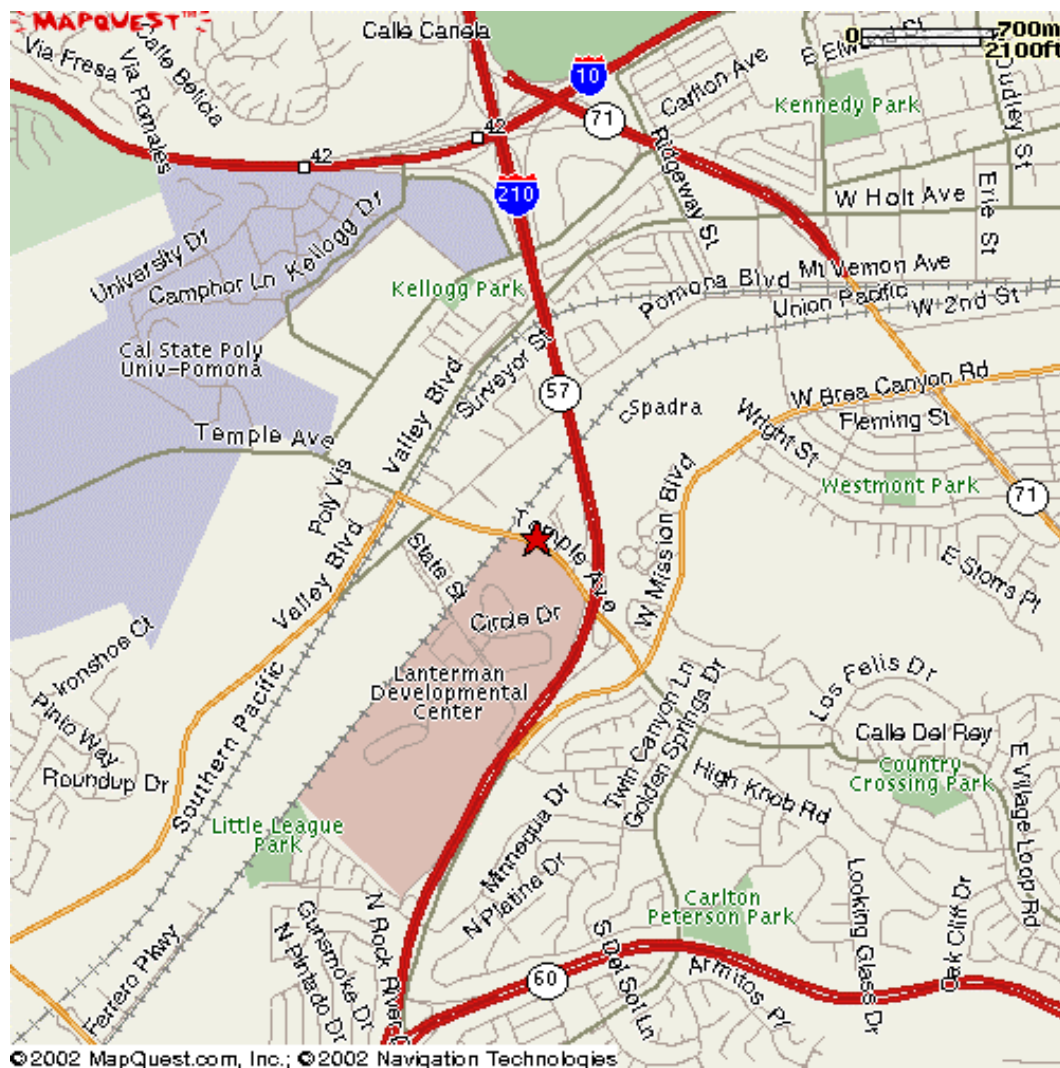 MAPQUEST™
Calle Canela
700m
0
2100ft
Via Fresa
Via Pomales
Calle Belicia
10
Carlton Ave
Kennedy Park
Dudley St
42
42
71
Ridgeway St
210
W Holt Ave
Erie St
University Dr
Kellogg Dr
Camphor Ln
Kellogg Park
Pomona Blvd
Mt Vernon Ave
Union Pacific
W 2nd St
Cal State Poly
Univ-Pomona
Valley Blvd
Surveyor St
57
Spadra
W Brea Canyon Rd
Fleming St
Wright St
Temple Ave
Poly Vis
Westmont Park
71
Valley Blvd
State St
Temple Ave
W Mission Blvd
E Storrs Pl
Circle Dr
Ironshoe Ct
Pinto Way
Roundup Dr
Southern Pacific
Lanterman
Developmental
Center
Twin Canyon Ln
Golden Springs Dr
Los Felis Dr
Calle Del Rey
Country
Crossing Park
E Village Loop Rd
High Knob Rd
Little League
Park
Minnequa Dr
N Platina Dr
Carlton
Peterson Park
Looking Glass Dr
Oak Cliff Dr
N Rock River
Gunsmoke Dr
N Pintado Dr
Ferrero Pkwy
S Del Sol Ln
60
Armitos Pl
©2002 MapQuest.com, Inc.; ©2002 Navigation Technologies